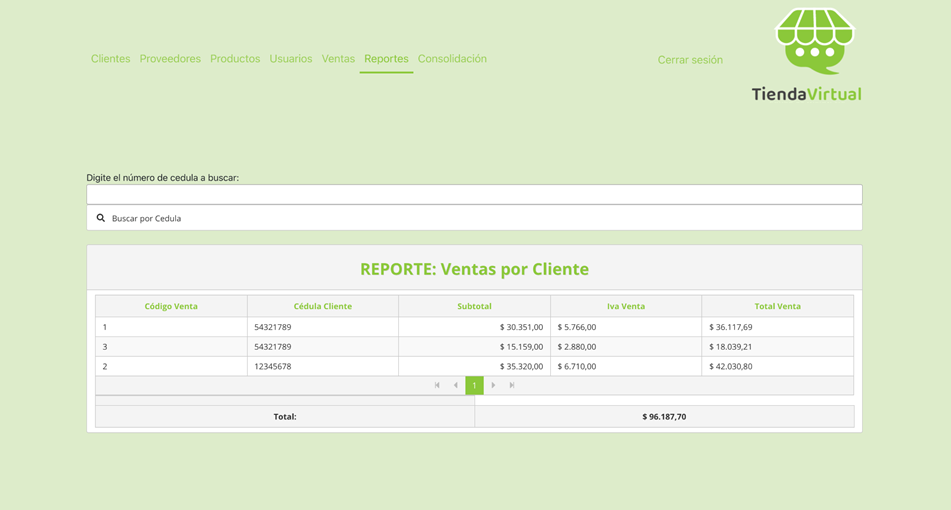 Clientes Proveedores Productos Usuarios Ventas Reportes Consolidación Cerrar sesión
TiendaVirtual
Digite el número de cedula a buscar:
Buscar por Cedula
REPORTE: Ventas por Cliente
Código Venta Cédula Cliente Subtotal Iva Venta Total Venta
1 54321789 $ 30.351,00 $ 5.766,00 $ 36.117,69
3 54321789 $ 15.159,00 $ 2.880,00 $ 18.039,21
2 12345678 $ 35.320,00 $ 6.710,00 $ 42.030,80
1
Total: $ 96.187,70